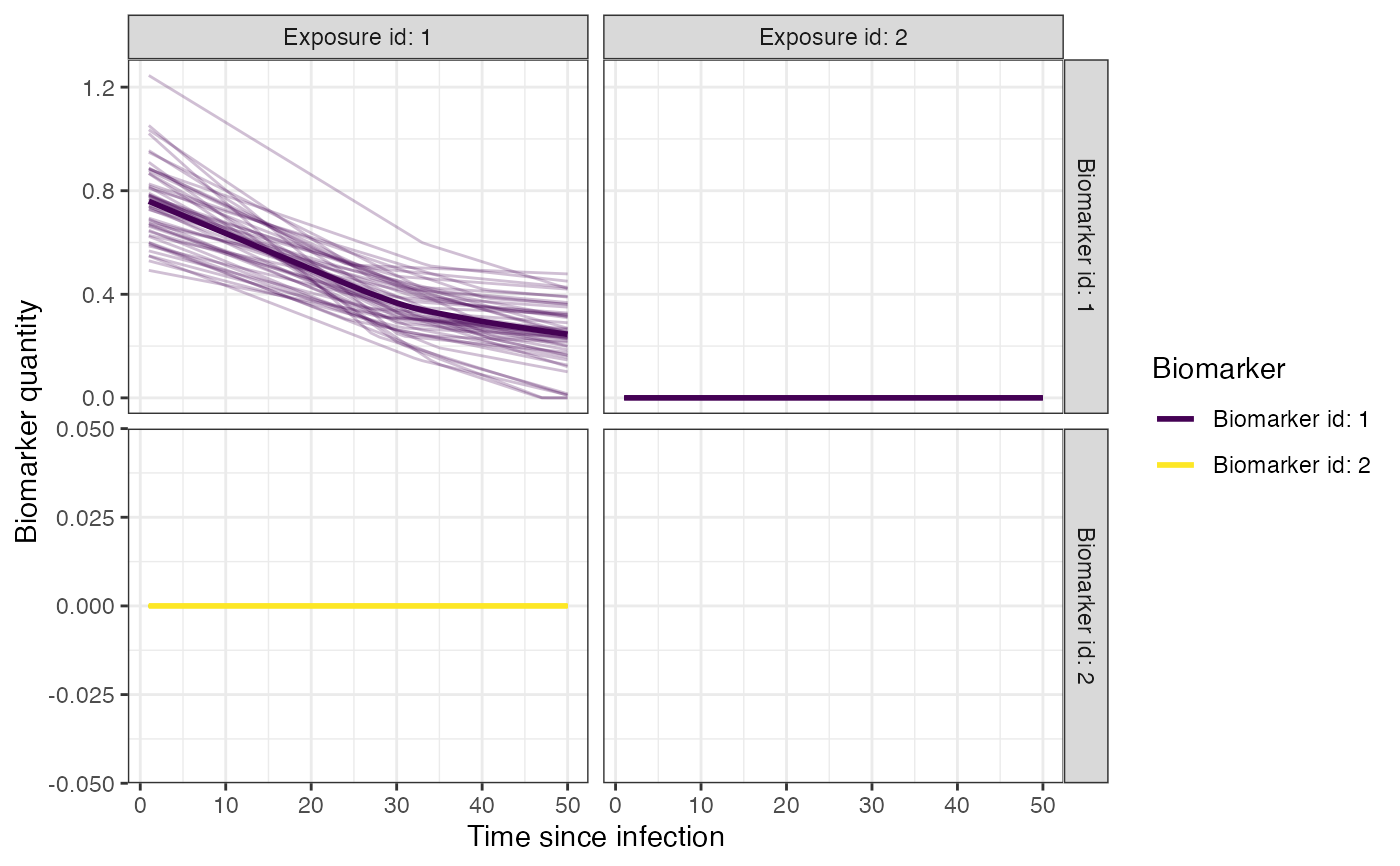 Exposure id: 1
Exposure id: 2
1.2
0.8
0.4
0.0
Biomarker id: 1
0.050
0.025
0.000
-0.025
-0.050
Biomarker id: 2
0 10 20 30 40 50
0 10 20 30 40 50
Time since infection
Biomarker quantity
Biomarker
Biomarker id: 1
Biomarker id: 2